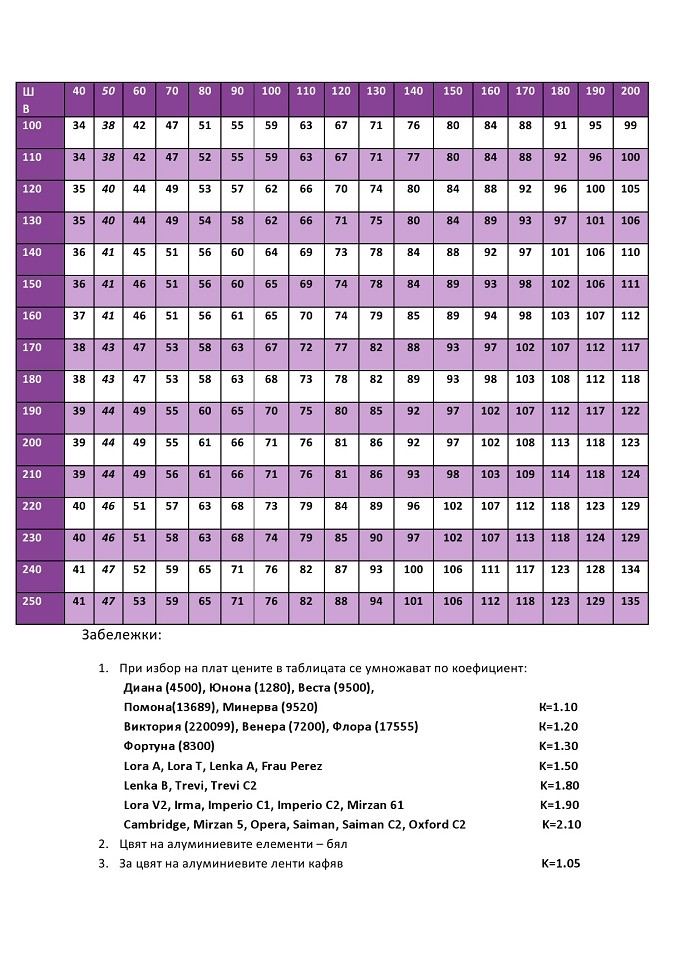 Ш 40 50 60 70 80 90 100 110 120 130 140 150 160 170 180 190 200
В
100 34 38 42 47 51 55 59 63 67 71 76 80 84 88 91 95 99
110 34 38 42 47 52 55 59 63 67 71 77 80 84 88 92 96 100
120 35 40 44 49 53 57 62 66 70 74 80 84 88 92 96 100 105
130 35 40 44 49 54 58 62 66 71 75 80 84 89 93 97 101 106
140 36 41 45 51 56 60 64 69 73 78 84 88 92 97 101 106 110
150 36 41 46 51 56 60 65 69 74 78 84 89 93 98 102 106 111
160 37 41 46 51 56 61 65 70 74 79 85 89 94 98 103 107 112
170 38 43 47 53 58 63 67 72 77 82 88 93 97 102 107 112 117
180 38 43 47 53 58 63 68 73 78 82 89 93 98 103 108 112 118
190 39 44 49 55 60 65 70 75 80 85 92 97 102 107 112 117 122
200 39 44 49 55 61 66 71 76 81 86 92 97 102 108 113 118 123
210 39 44 49 56 61 66 71 76 81 86 93 98 103 109 114 118 124
220 40 46 51 57 63 68 73 79 84 89 96 102 107 112 118 123 129
230 40 46 51 58 63 68 74 79 85 90 97 102 107 113 118 124 129
240 41 47 52 59 65 71 76 82 87 93 100 106 111 117 123 128 134
250 41 47 53 59 65 71 76 82 88 94 101 106 112 118 123 129 135
Забележки:
1. При избор на плат цените в таблицата се умножават по коефициент:
Диана (4500), Юнона (1280), Веста (9500),
Помона(13689), Минерва (9520) К=1.10
Виктория (220099), Венера (7200), Флора (17555) К=1.20
Фортуна (8300) К=1.30
Lora A, Lora T, Lenka A, Frau Perez К=1.50
Lenka B, Trevi, Trevi C2 К=1.80
Lora V2, Irma, Imperio C1, Imperio C2, Mirzan 61 К=1.90
Cambridge, Mirzan 5, Opera, Saiman, Saiman C2, Oxford C2 К=2.10
2. Цвят на алуминиевите елементи – бял
3. За цвят на алуминиевите ленти кафяв К=1.05